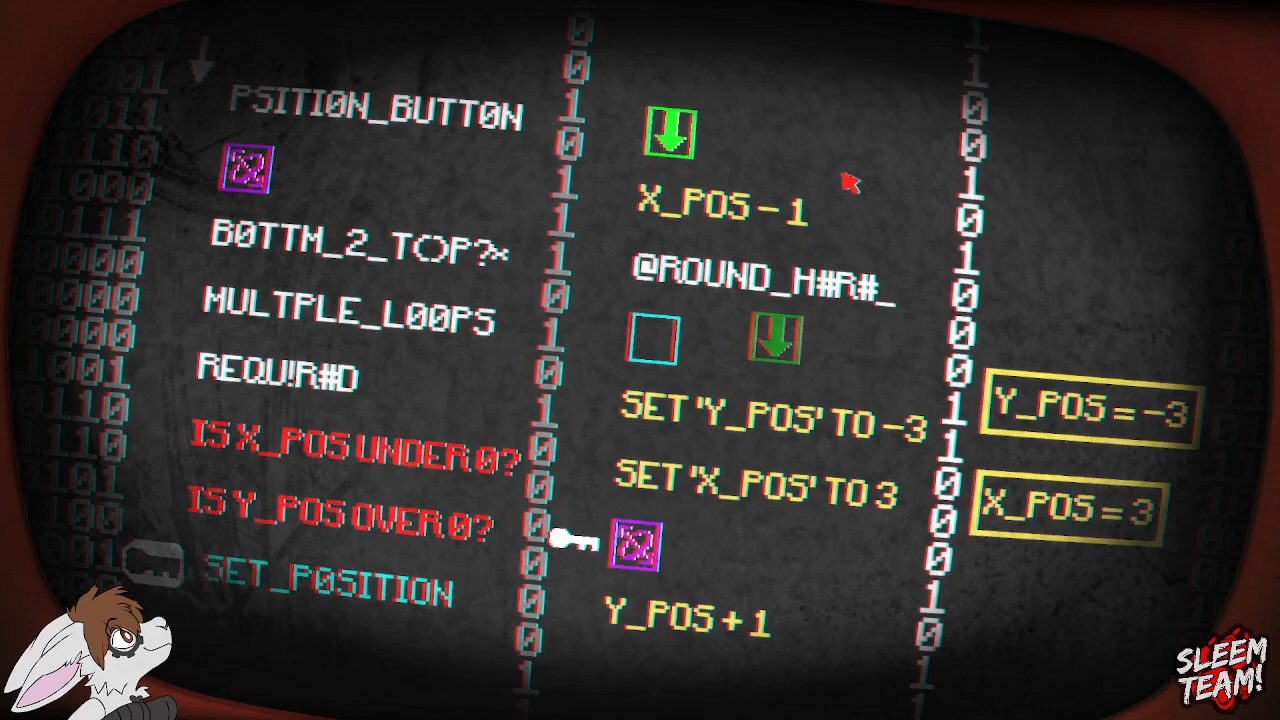 PSITI0N_BUTT0N
B0TTM_2_T()P?×
MULTPLE_L00PS
REQU!R#D
IS X_POS UNDER 0?
IS Y_POS OVER 0?
SET_P0SITION
X_POS - 1
@ROUND_H#R#_
SET 'Y_POS' TO -3
SET 'X_POS' TO 3
Y_POS + 1
Y_POS = -3
X_POS = 3
SLEEM
TEAM!